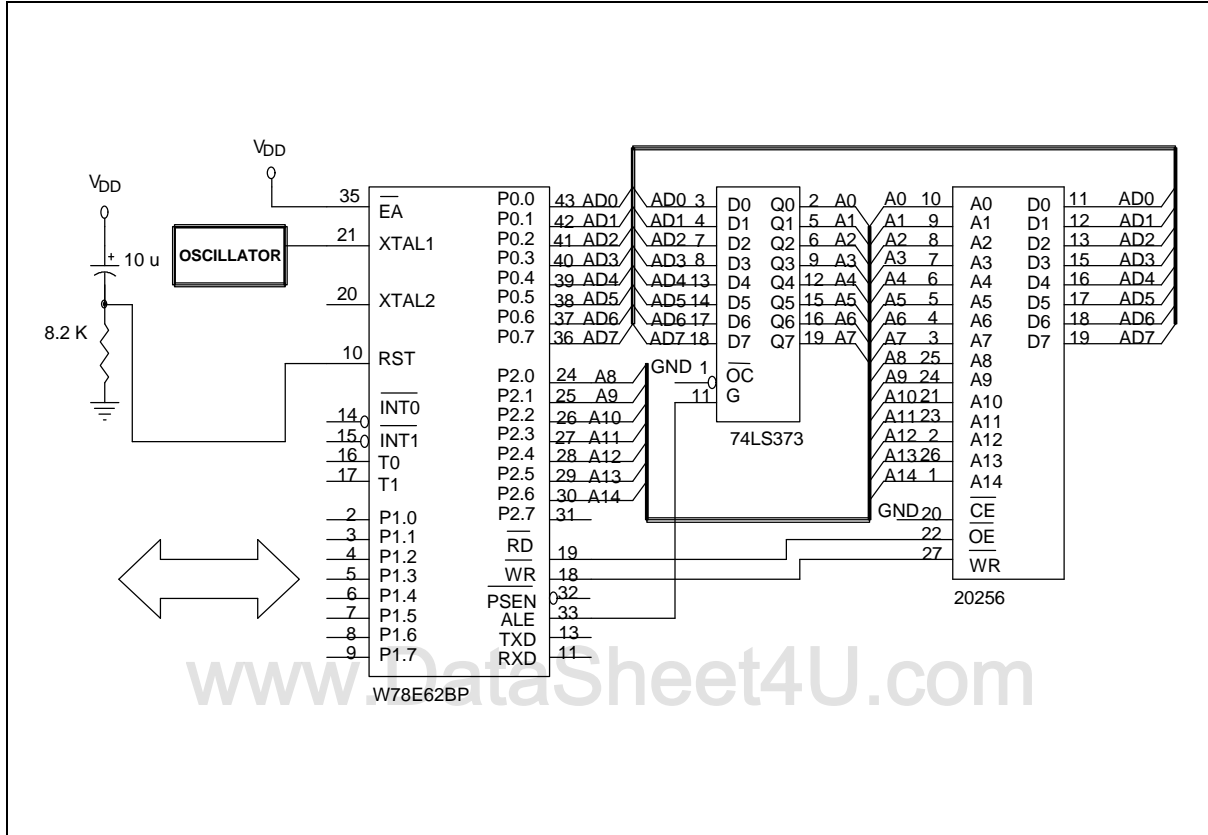 VDD
VDD
10 u
8.2 K
OSCILLATOR
35 EA
21 XTAL1
20 XTAL2
10 RST
14 INT0
15 INT1
16 T0
17 T1
2 P1.0
3 P1.1
4 P1.2
5 P1.3
6 P1.4
7 P1.5
8 P1.6
9 P1.7
P0.0 43 AD0
P0.1 42 AD1
P0.2 41 AD2
P0.3 40 AD3
P0.4 39 AD4
P0.5 38 AD5
P0.6 37 AD6
P0.7 36 AD7
P2.0 24 A8
P2.1 25 A9
P2.2 26 A10
P2.3 27 A11
P2.4 28 A12
P2.5 29 A13
P2.6 30 A14
P2.7 31
RD 19
WR 18
PSEN 32
ALE 33
TXD 13
RXD 11
W78E62BP
AD0 3 D0 Q0 2 A0
AD1 4 D1 Q1 5 A1
AD2 7 D2 Q2 6 A2
AD3 8 D3 Q3 9 A3
AD4 13 D4 Q4 12 A4
AD5 14 D5 Q5 15 A5
AD6 17 D6 Q6 16 A6
AD7 18 D7 Q7 19 A7
GND 1 OC
11 G
74LS373
A0 10 A0 D0 11 AD0
A1 9 A1 D1 12 AD1
A2 8 A2 D2 13 AD2
A3 7 A3 D3 15 AD3
A4 6 A4 D4 16 AD4
A5 5 A5 D5 17 AD5
A6 4 A6 D6 18 AD6
A7 3 A7 D7 19 AD7
A8 25 A8
A9 24 A9
A10 21 A10
A11 23 A11
A12 2 A12
A13 26 A13
A14 1 A14
GND 20 CE
22 OE
27 WR
20256
www.DataSheet4U.com